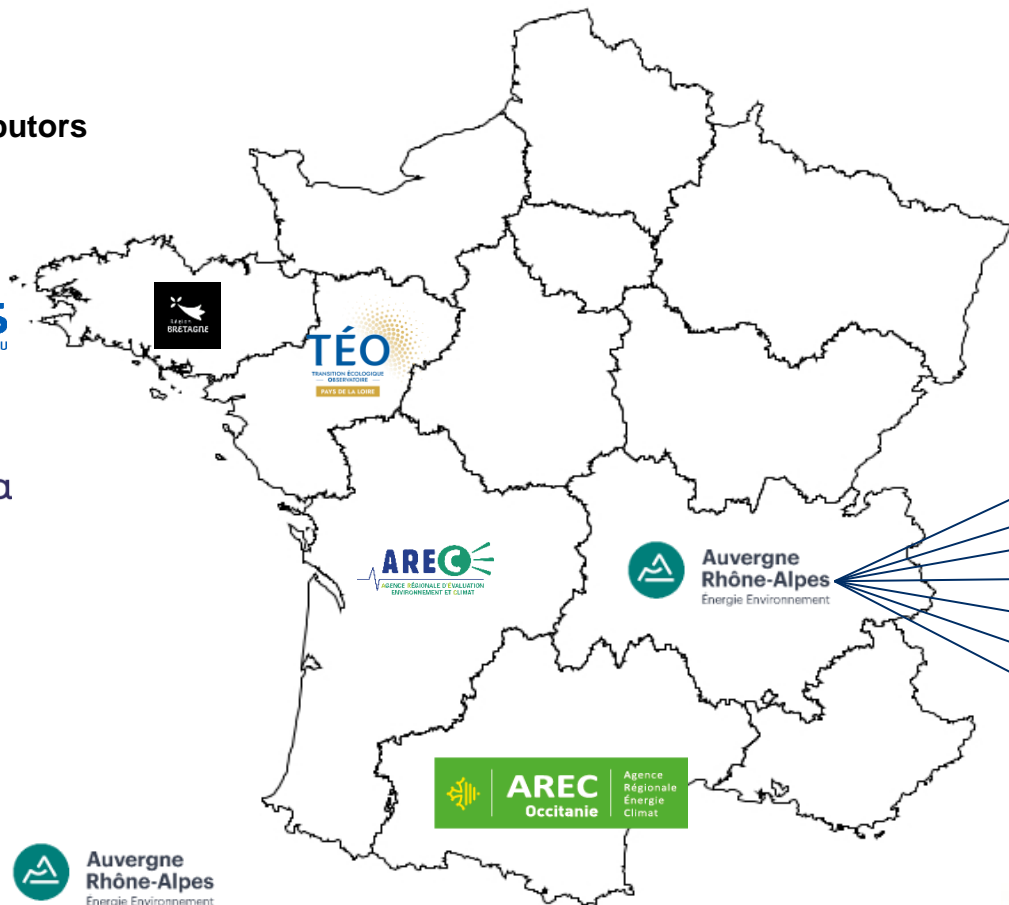 Région
BRETAGNE
TÉO
TRANSITION ÉCOLOGIQUE
OBSERVATOIRE
PAYS DE LA LOIRE
AREC
AGENCE RÉGIONALE D'ÉVALUATION
ENVIRONNEMENT ET CLIMAT
Auvergne
Rhône-Alpes
Énergie Environnement
AREC
Occitanie
Agence
Régionale
Énergie
Climat
Auvergne
Rhône-Alpes
Énergie Environnement